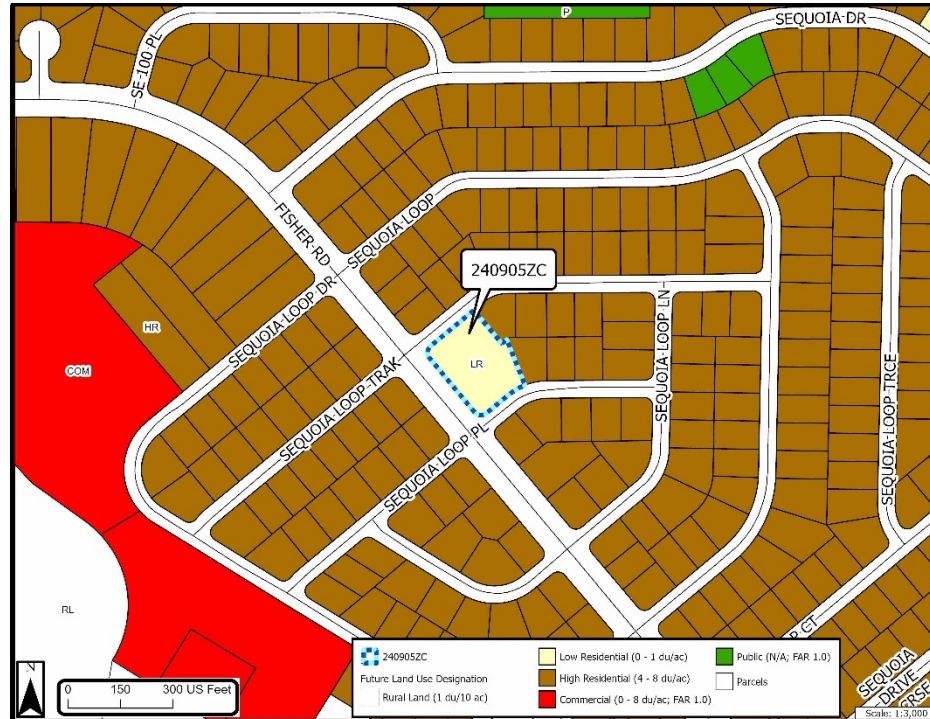 P
SEQUOIA DR
SE 100 PL
FISHER RD
SEQUOIA LOOP
240905ZC
SEQUOIA LOOP DR
HR
COM
LR
SEQUOIA LOOP LN
SEQUOIA LOOP TRAK
SEQUOIA LOOP TRCE
SEQUOIA LOOP PL
RL
P CT
SEQUOIA
DRIVE
CRSE
N
0 150 300 US Feet
240905ZC
Future Land Use Designation
Rural Land (1 du/10 ac)
Low Residential (0 - 1 du/ac)
High Residential (4 - 8 du/ac)
Commercial (0 - 8 du/ac; FAR 1.0)
Public (N/A; FAR 1.0)
Parcels
Scale: 1:3,000